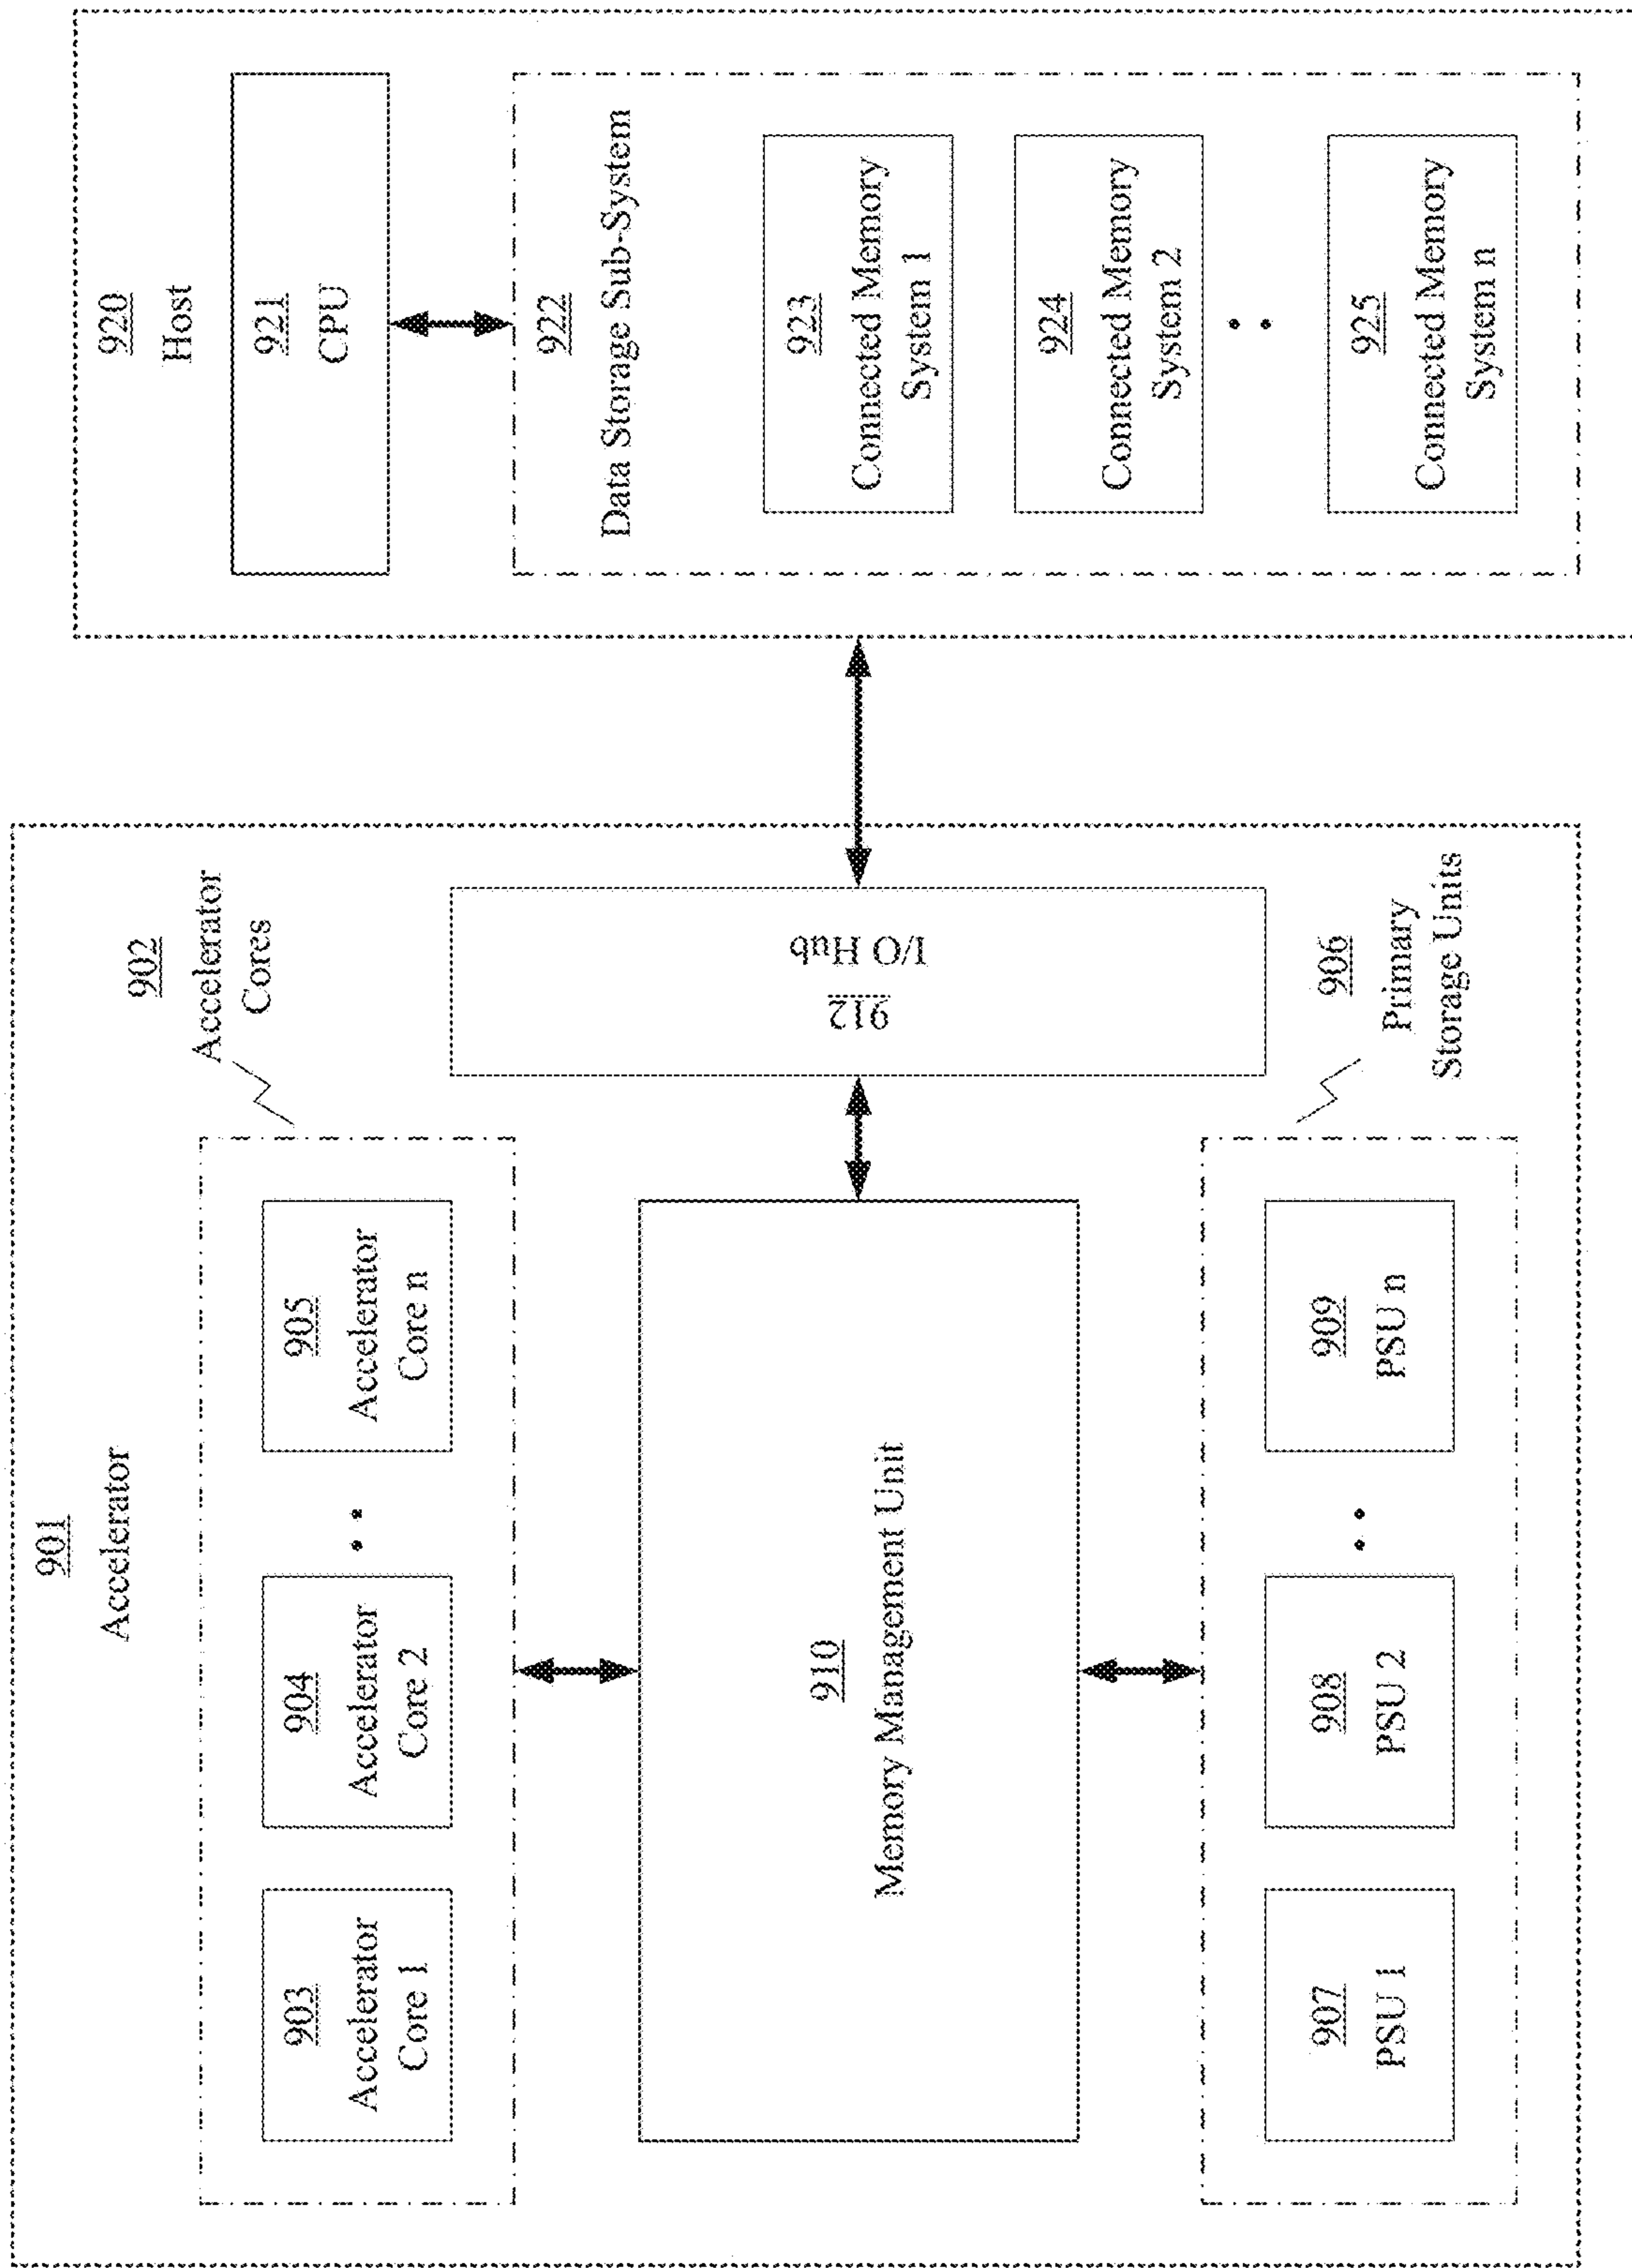 901
Accelerator
902
Accelerator
Cores
903
Accelerator
Core 1
904
Accelerator
Core 2
905
Accelerator
Core n
910
Memory Management Unit
912
I/O Hub
906
Primary
Storage Units
907
PSU 1
908
PSU 2
909
PSU n
920
Host
921
CPU
922
Data Storage Sub-System
923
Connected Memory
System 1
924
Connected Memory
System 2
925
Connected Memory
System n